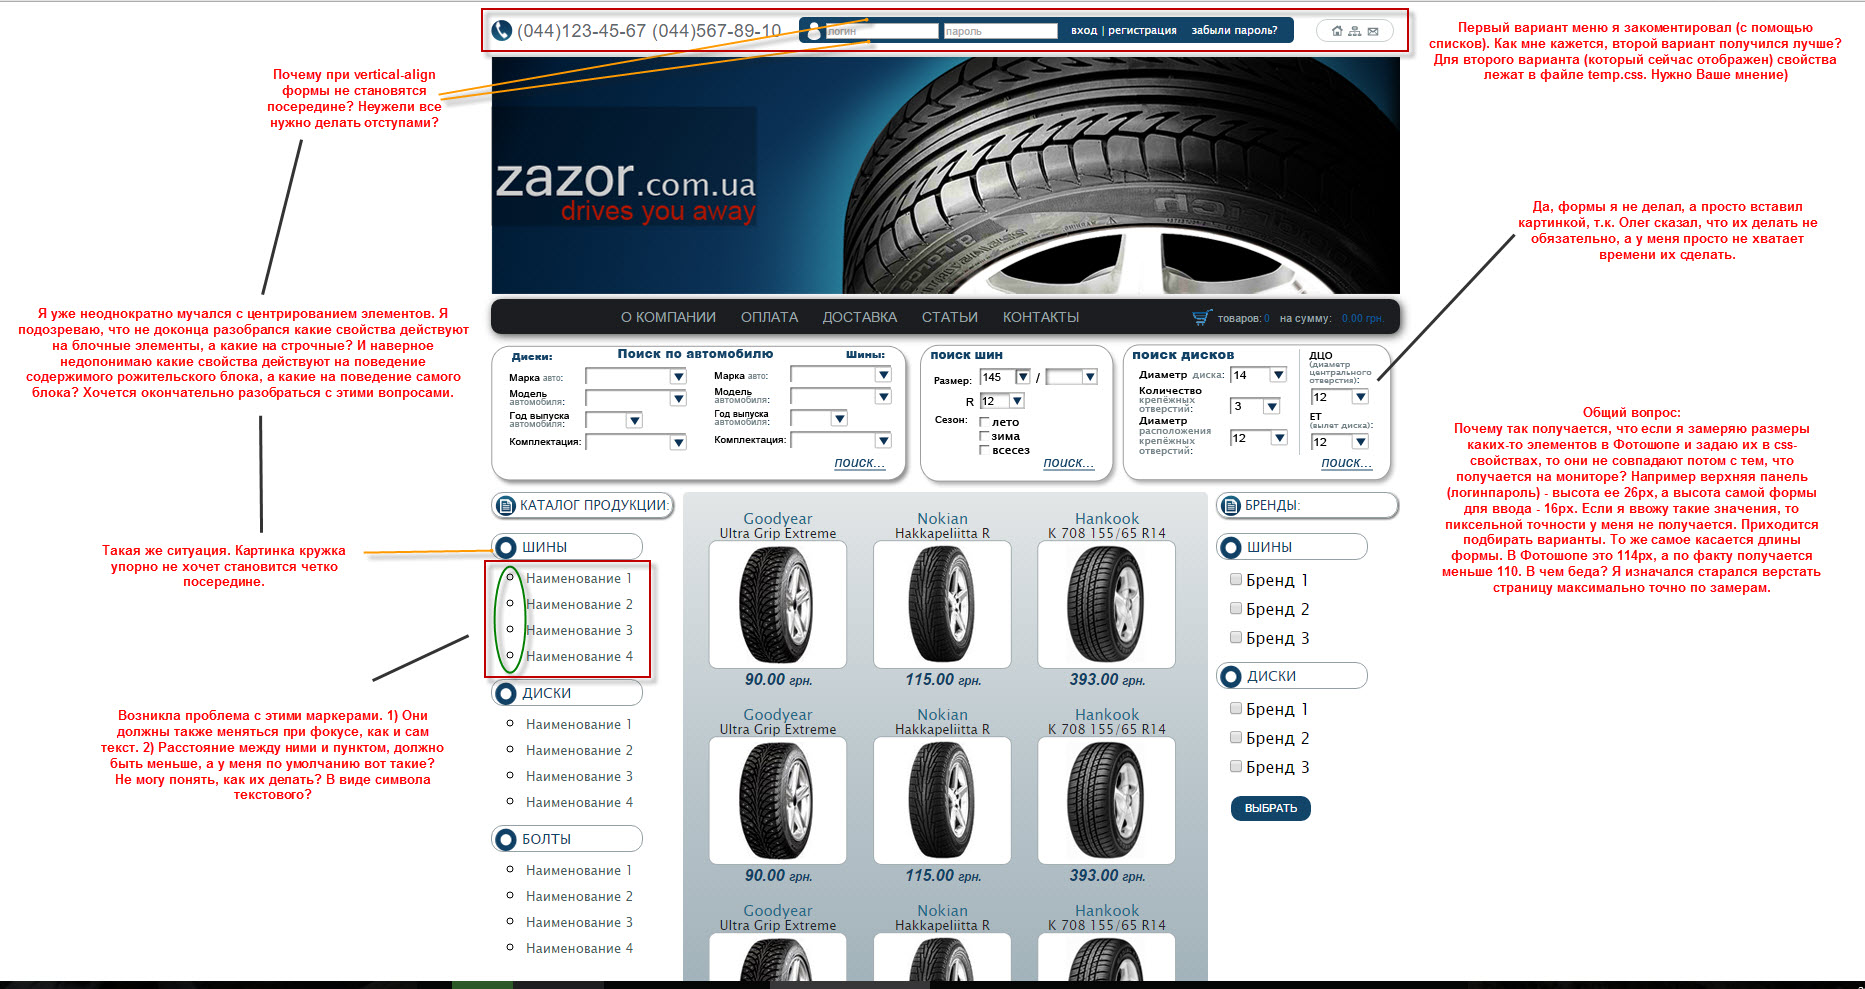 (044)123-45-67 (044)567-89-10
логин
пароль
вход | регистрация
забыли пароль?
Первый вариант меню я закоментировал (с помощью
списков). Как мне кажется, второй вариант получился лучше?
Для второго варианта (который сейчас отображен) свойства
лежат в файле temp.css. Нужно Ваше мнение)
Почему при vertical-align
формы не становятся
посередине? Неужели все
нужно делать отступами?
zazor.com.ua
drives you away
Да, формы я не делал, а просто вставил
картинкой, т.к. Олег сказал, что их делать не
обязательно, а у меня просто не хватает
времени их сделать.
Я уже неоднократно мучался с центрированием элементов. Я
подозреваю, что не доконца разобрался какие свойства действуют
на блочные элементы, а какие на строчные? И наверное
недопонимаю какие свойства действуют на поведение
содержимого рожительского блока, а какие на поведение самого
блока? Хочется окончательно разобраться с этими вопросами.
О КОМПАНИИ
ОПЛАТА
ДОСТАВКА
СТАТЬИ
КОНТАКТЫ
товаров: 0
на сумму: 0.00 грн.
Диски:
Поиск по автомобилю
Шины:
Марка авто:
Модель
автомобиля:
Год выпуска
автомобиля:
Комплектация:
Марка авто:
Модель
автомобиля:
Год выпуска
автомобиля:
Комплектация:
поиск...
поиск шин
Размер: 145 /
R 12
Сезон:
лето
зима
всесез
поиск...
поиск дисков
Диаметр диска: 14
Количество
крепёжных
отверстий: 3
Диаметр
расположения
крепёжных
отверстий: 12
ДЦО
(диаметр
центрального
отверстия):
12
ЕТ
(вылет диска):
12
поиск...
Общий вопрос:
Почему так получается, что если я замеряю размеры
каких-то элементов в Фотошопе и задаю их в css-
свойствах, то они не совпадают потом с тем, что
получается на мониторе? Например верхняя панель
(логинпароль) - высота ее 26px, а высота самой формы
для ввода - 16px. Если я ввожу такие значения, то
пиксельной точности у меня не получается. Приходится
подбирать варианты. То же самое касается длины
формы. В Фотошопе это 114px, а по факту получается
меньше 110. В чем беда? Я изначался старался верстать
страницу максимально точно по замерам.
КАТАЛОГ ПРОДУКЦИИ:
ШИНЫ
Наименование 1
Наименование 2
Наименование 3
Наименование 4
ДИСКИ
Наименование 1
Наименование 2
Наименование 3
Наименование 4
БОЛТЫ
Наименование 1
Наименование 2
Наименование 3
Наименование 4
Такая же ситуация. Картинка кружка
упорно не хочет становится четко
посередине.
Возникла проблема с этими маркерами. 1) Они
должны также меняться при фокусе, как и сам
текст. 2) Расстояние между ними и пунктом, должно
быть меньше, а у меня по умолчанию вот такие?
Не могу понять, как их делать? В виде символа
текстового?
Goodyear
Ultra Grip Extreme
90.00 грн.
Nokian
Hakkapeliitta R
115.00 грн.
Hankook
K 708 155/65 R14
393.00 грн.
Goodyear
Ultra Grip Extreme
90.00 грн.
Nokian
Hakkapeliitta R
115.00 грн.
Hankook
K 708 155/65 R14
393.00 грн.
Goodyear
Ultra Grip Extreme
Nokian
Hakkapeliitta R
Hankook
K 708 155/65 R14
БРЕНДЫ:
ШИНЫ
Бренд 1
Бренд 2
Бренд 3
ДИСКИ
Бренд 1
Бренд 2
Бренд 3
ВЫБРАТЬ